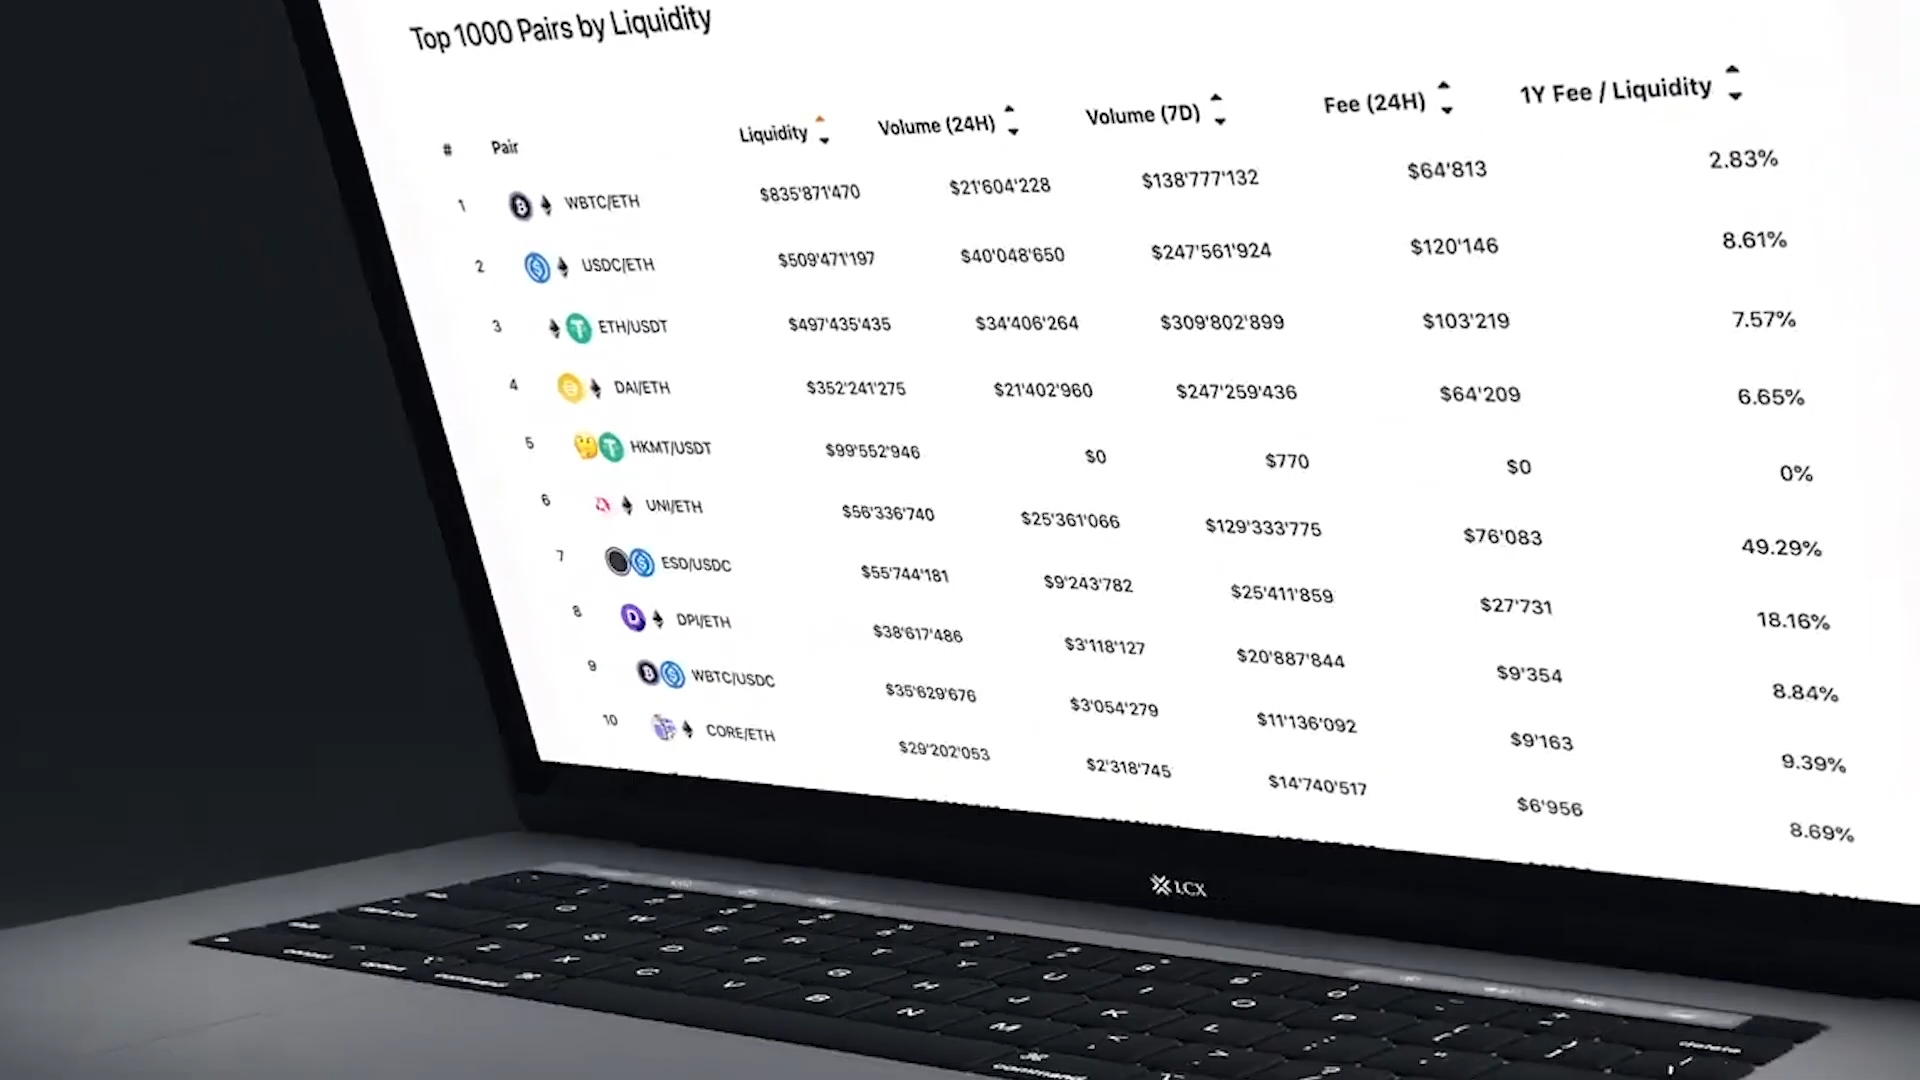 Top 1000 Pairs by Liquidity
# Pair Liquidity Volume (24H) Volume (7D) Fee (24H) 1Y Fee / Liquidity
1 WBTC/ETH $835'871'470 $21'604'228 $138'777'132 $64'813 2.83%
2 USDC/ETH $509'471'197 $40'048'650 $247'561'924 $120'146 8.61%
3 ETH/USDT $497'435'435 $34'406'264 $309'802'899 $103'219 7.57%
4 DAI/ETH $352'241'275 $21'402'960 $247'259'436 $64'209 6.65%
5 HKMT/USDT $99'552'946 $0 $770 $0 0%
6 UNI/ETH $56'336'740 $25'361'066 $129'333'775 $76'083 49.29%
7 ESD/USDC $55'744'181 $9'243'782 $25'411'859 $27'731 18.16%
8 DPI/ETH $38'617'486 $3'118'127 $20'887'844 $9'354 8.84%
9 WBTC/USDC $35'629'676 $3'054'279 $11'136'092 $9'163 9.39%
10 CORE/ETH $29'202'053 $2'318'745 $14'740'517 $6'956 8.69%
LCX
W E R T Y U I O P
A S D F G H J K L
Z X C V B N M
delete
command
command